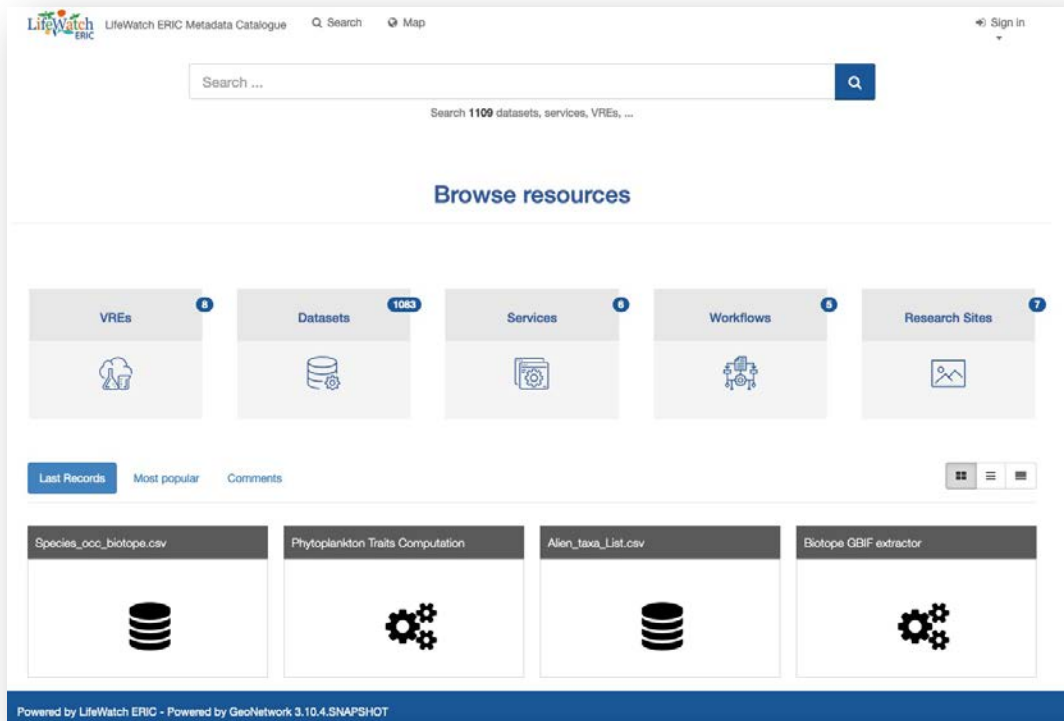 LifeWatch
ERIC
LifeWatch ERIC Metadata Catalogue Search Map Sign in
Search ...
Search 1109 datasets, services, VREs, ...
Browse resources
8 1083 6 5 7
VREs Datasets Services Workflows Research Sites
Last Records Most popular Comments
Species_occ_biotope.csv Phytoplankton Traits Computation Alien_taxa_List.csv Biotope GBIF extractor
Powered by LifeWatch ERIC - Powered by GeoNetwork 3.10.4.SNAPSHOT